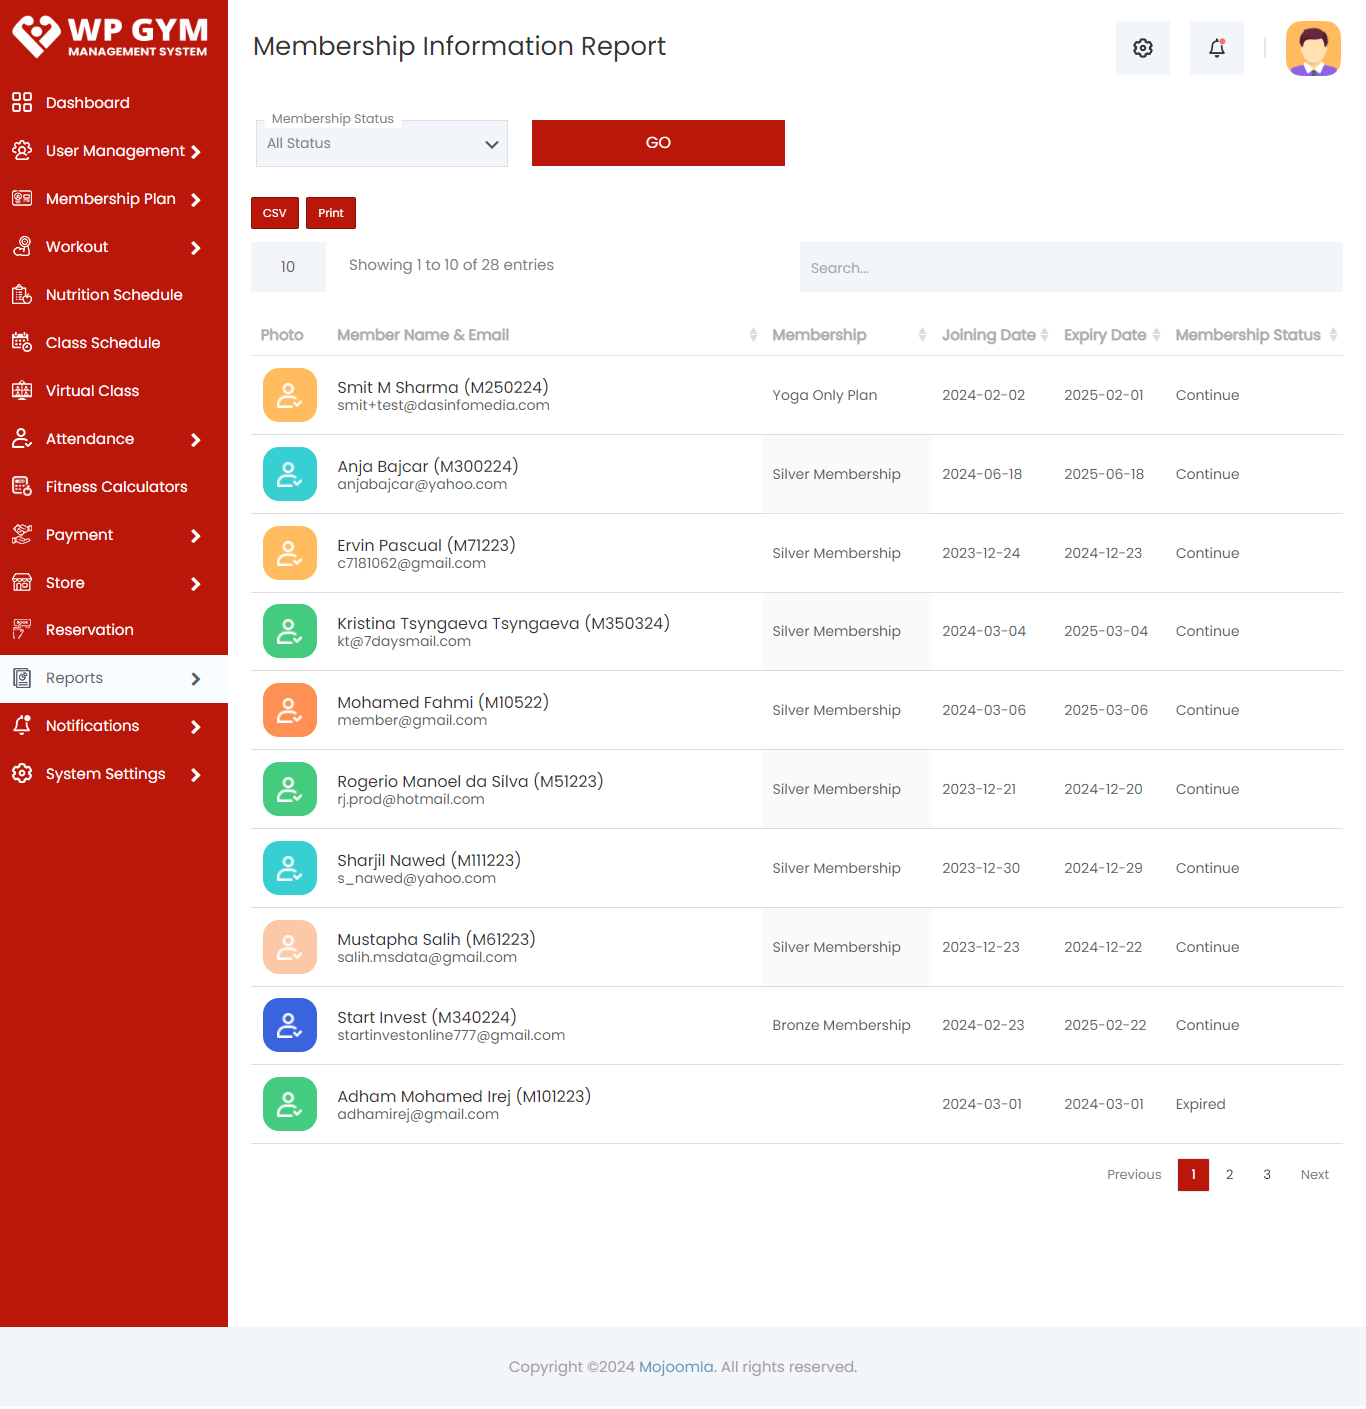 WP GYM
MANAGEMENT SYSTEM
Dashboard
User Management
Membership Plan
Workout
Nutrition Schedule
Class Schedule
Virtual Class
Attendance
Fitness Calculators
Payment
Store
Reservation
Reports
Notifications
System Settings
Membership Information Report
Membership Status
All Status
GO
CSV Print
10 Showing 1 to 10 of 28 entries Search...
Photo Member Name & Email Membership Joining Date Expiry Date Membership Status
Smit M Sharma (M250224)
smit+test@dasinfomedia.com
Yoga Only Plan 2024-02-02 2025-02-01 Continue
Anja Bajcar (M300224)
anjabajcar@yahoo.com
Silver Membership 2024-06-18 2025-06-18 Continue
Ervin Pascual (M71223)
c7181062@gmail.com
Silver Membership 2023-12-24 2024-12-23 Continue
Kristina Tsyngaeva Tsyngaeva (M350324)
kt@7daysmail.com
Silver Membership 2024-03-04 2025-03-04 Continue
Mohamed Fahmi (M10522)
member@gmail.com
Silver Membership 2024-03-06 2025-03-06 Continue
Rogerio Manoel da Silva (M51223)
rj.prod@hotmail.com
Silver Membership 2023-12-21 2024-12-20 Continue
Sharjil Nawed (M111223)
s_nawed@yahoo.com
Silver Membership 2023-12-30 2024-12-29 Continue
Mustapha Salih (M61223)
salih.msdata@gmail.com
Silver Membership 2023-12-23 2024-12-22 Continue
Start Invest (M340224)
startinvestonline777@gmail.com
Bronze Membership 2024-02-23 2025-02-22 Continue
Adham Mohamed Irej (M101223)
adhamirej@gmail.com
2024-03-01 2024-03-01 Expired
Previous 1 2 3 Next
Copyright ©2024 Mojoomla. All rights reserved.